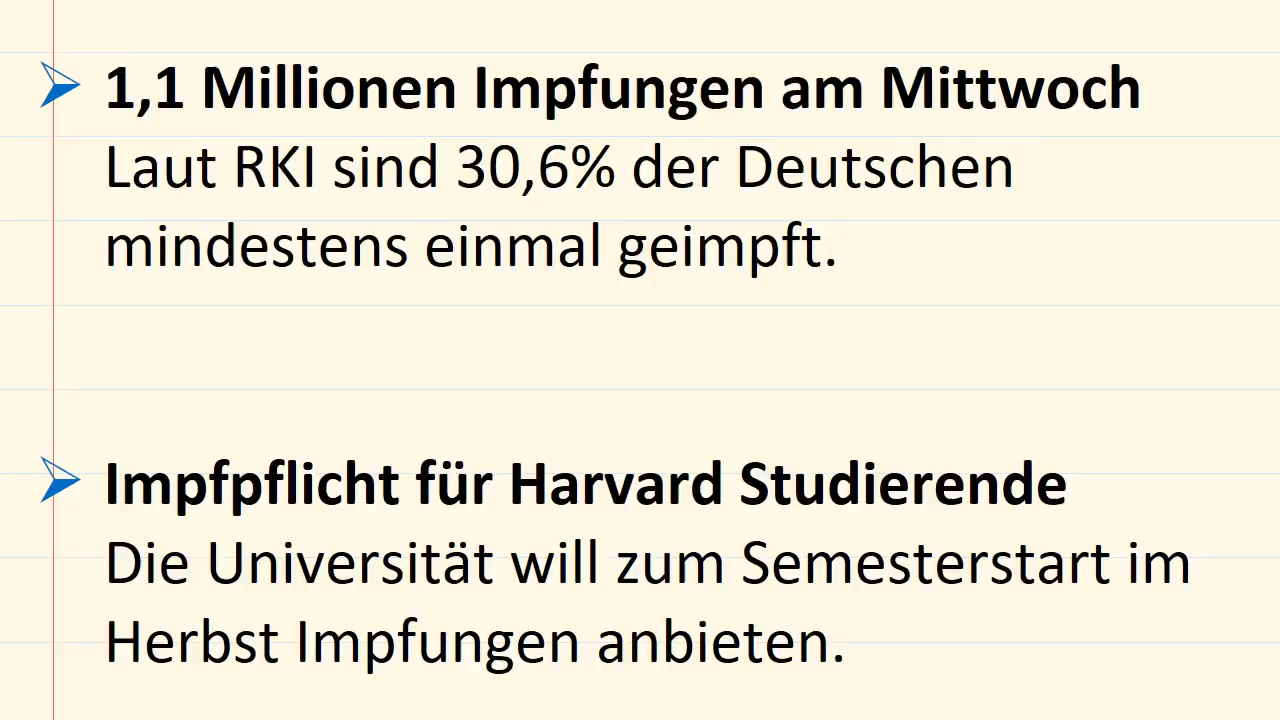 1,1 Millionen Impfungen am Mittwoch
Laut RKI sind 30,6% der Deutschen
mindestens einmal geimpft.
Impfpflicht für Harvard Studierende
Die Universität will zum Semesterstart im
Herbst Impfungen anbieten.